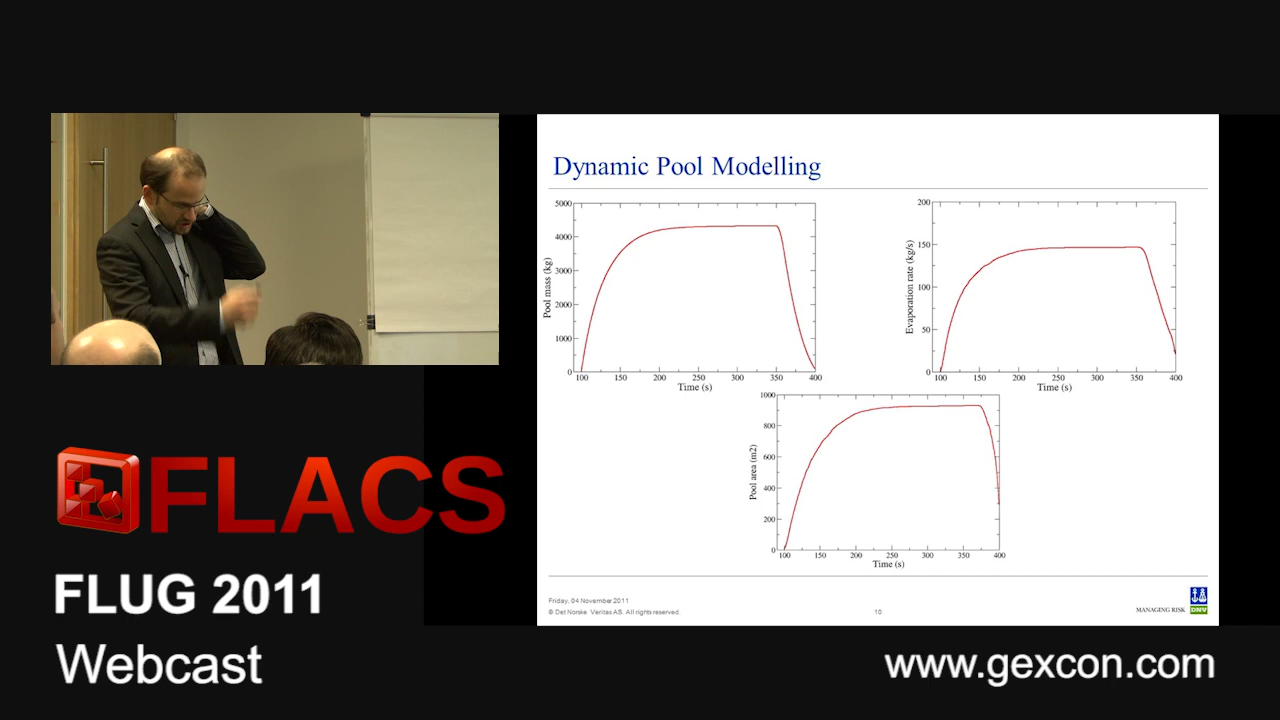 Dynamic Pool Modelling
5000
4000
3000
2000
1000
0
Pool mass (kg)
100 150 200 250 300 350 400
Time (s)
200
150
100
50
0
Evaporation rate (kg/s)
100 150 200 250 300 350 400
Time (s)
1000
800
600
400
200
0
Pool area (m2)
100 150 200 250 300 350 400
Time (s)
Friday, 04 November 2011
© Det Norske Veritas AS. All rights reserved.
10
MANAGING RISK
DNV
FLACS
FLUG 2011
Webcast
www.gexcon.com